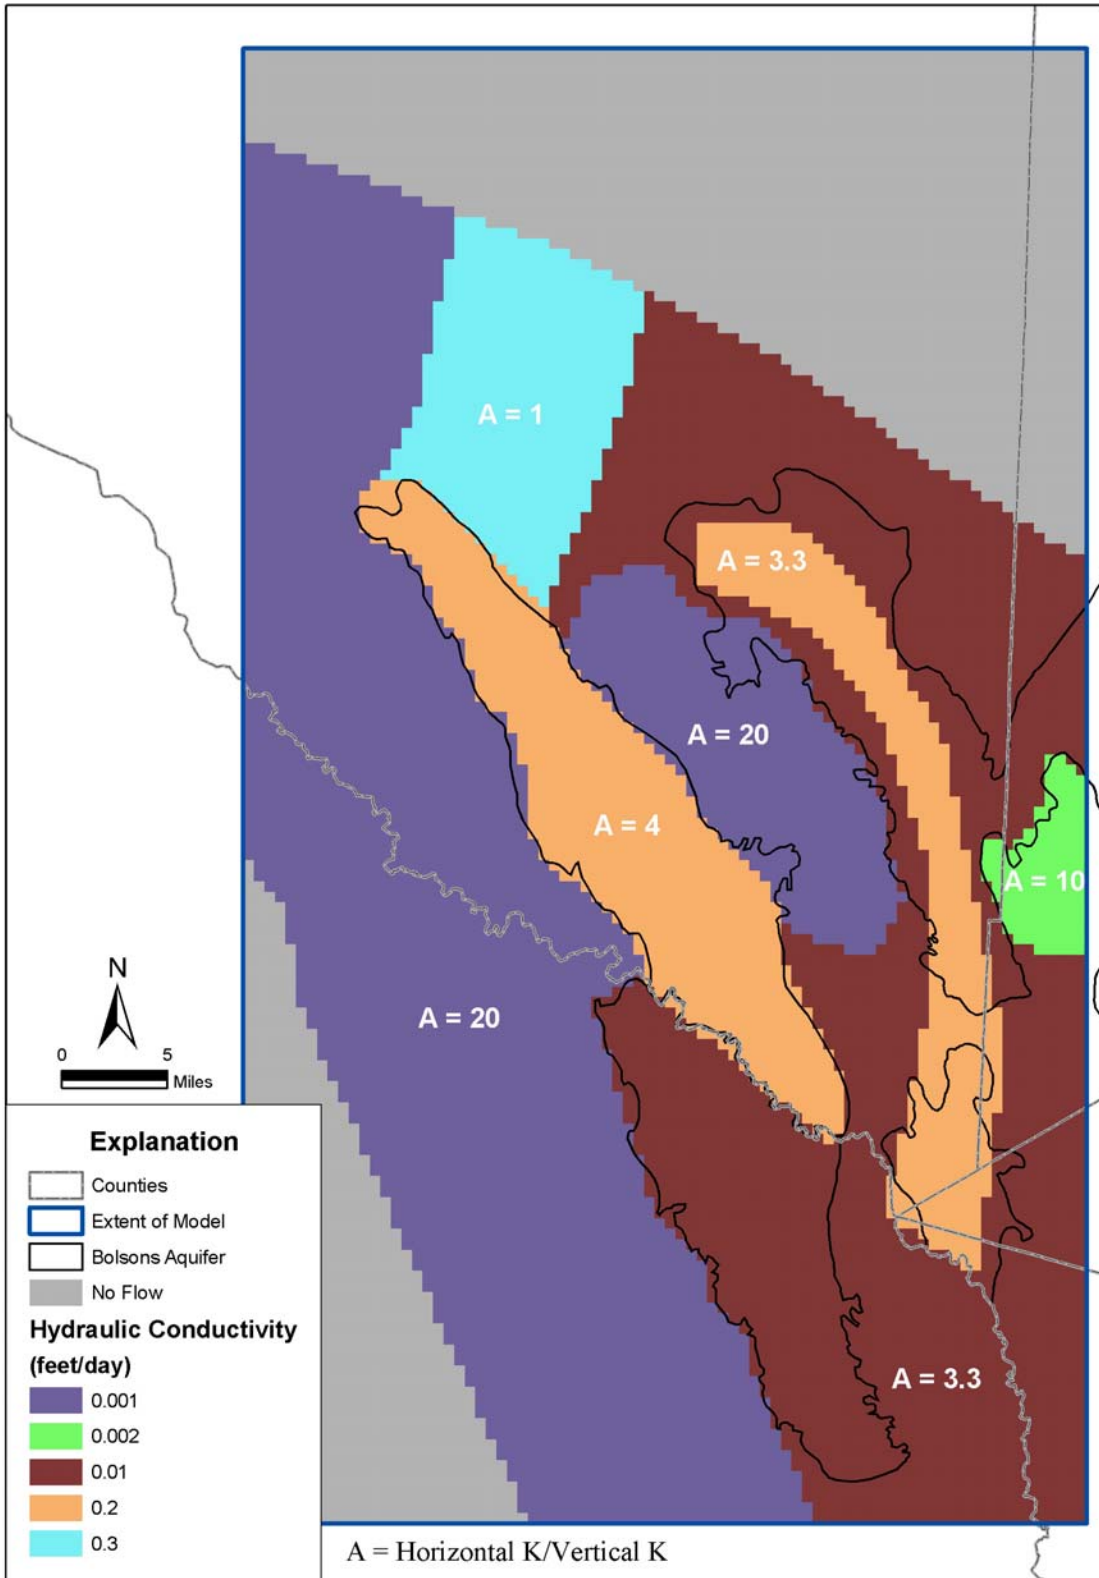 A = 1
A = 3.3
A = 20
A = 4
A = 10
A = 20
N
0 5
Miles
A = 3.3
Explanation
Counties
Extent of Model
Bolsons Aquifer
No Flow
Hydraulic Conductivity
(feet/day)
0.001
0.002
0.01
0.2
0.3
A = Horizontal K/Vertical K